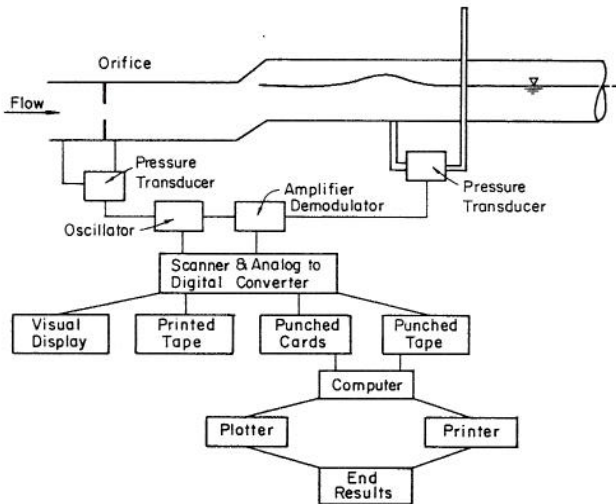 Orifice
Flow
Pressure
Transducer
Amplifier
Demodulator
Pressure
Transducer
Oscillator
Scanner & Analog to
Digital Converter
Visual
Display
Printed
Tape
Punched
Cards
Punched
Tape
Computer
Plotter
Printer
End
Results